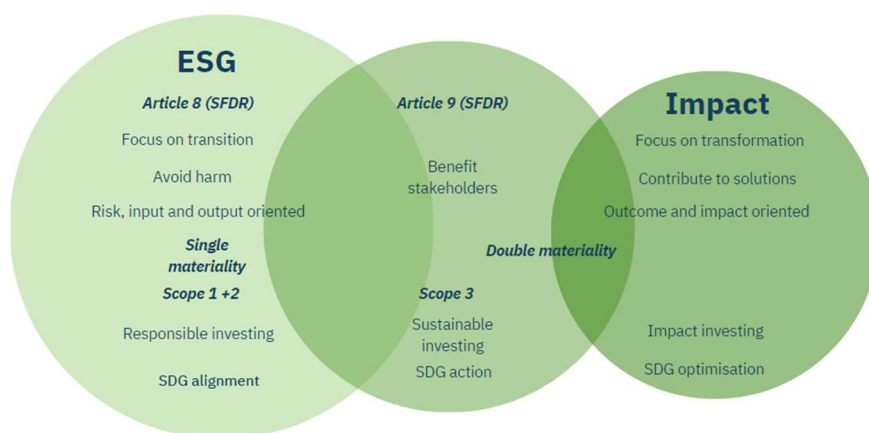 ESG
Article 8 (SFDR)
Focus on transition
Avoid harm
Risk, input and output oriented
Single
materiality
Scope 1 +2
Responsible investing
SDG alignment
Article 9 (SFDR)
Benefit
stakeholders
Double materiality
Scope 3
Sustainable
investing
SDG action
Impact
Focus on transformation
Contribute to solutions
Outcome and impact oriented
Impact investing
SDG optimisation